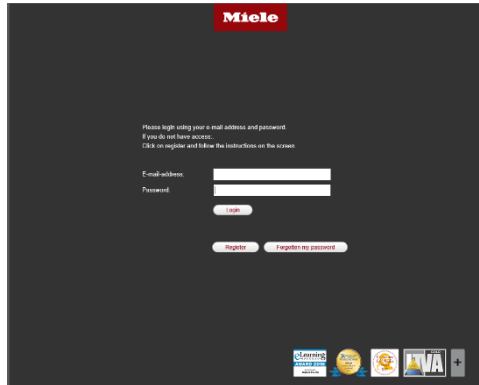 Miele
Please login using your e-mail address and password.
If you do not have access:.
Click on register and follow the instructions on the screen.
E-mail-address:
Password:
Login
Register
Forgotten my password
eLearning
AWARD
+